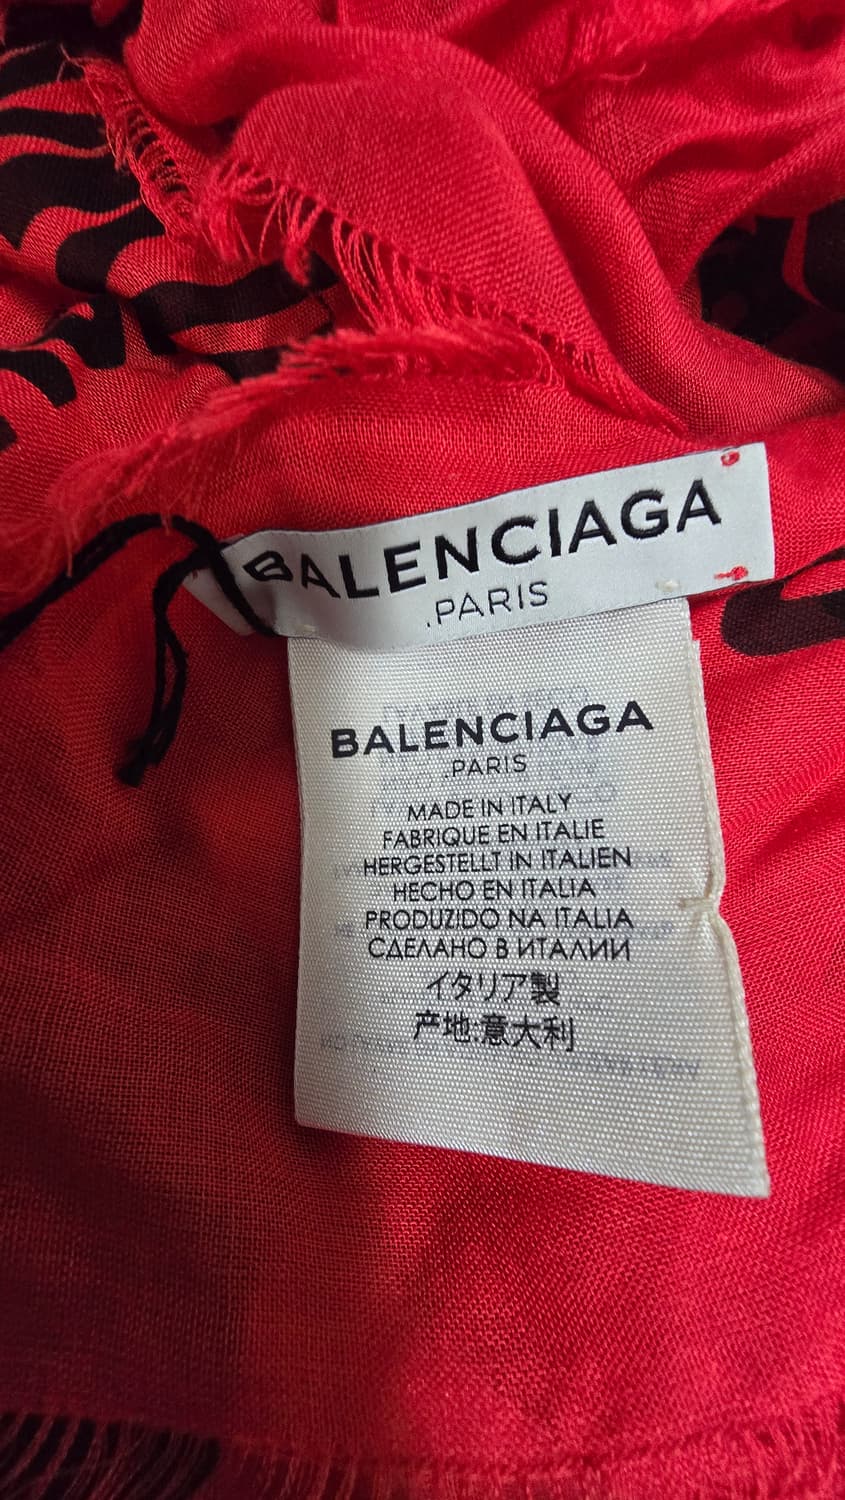 BALENCIAGA
.PARIS
BALENCIAGA
.PARIS
MADE IN ITALY
FABRIQUE EN ITALIE
HERGESTELLT IN ITALIEN
HECHO EN ITALIA
PRODUZIDO NA ITALIA
СДЕЛАНО В ИТАЛИИ
イタリア製
产地:意大利